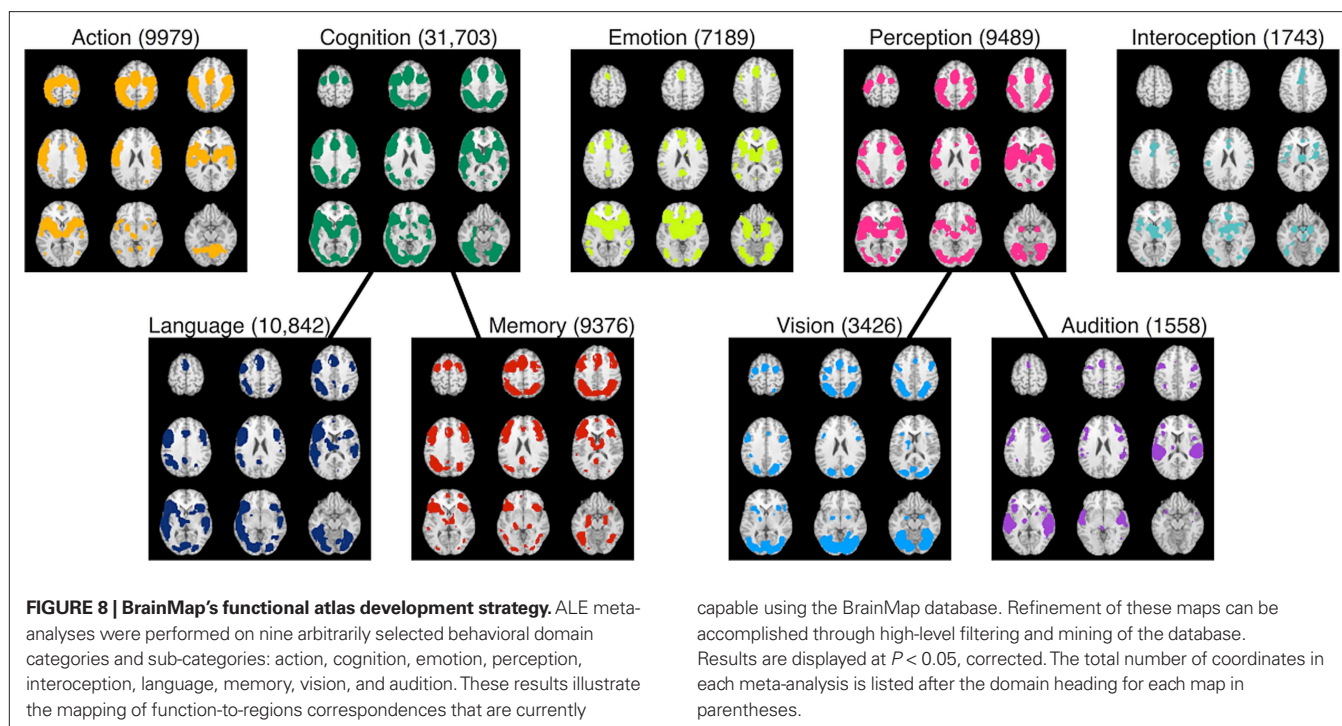 Action (9979)
Cognition (31,703)
Emotion (7189)
Perception (9489)
Interoception (1743)
Language (10,842)
Memory (9376)
Vision (3426)
Audition (1558)
FIGURE 8 | BrainMap's functional atlas development strategy. ALE meta-
analyses were performed on nine arbitrarily selected behavioral domain
categories and sub-categories: action, cognition, emotion, perception,
interoception, language, memory, vision, and audition. These results illustrate
the mapping of function-to-regions correspondences that are currently
capable using the BrainMap database. Refinement of these maps can be
accomplished through high-level filtering and mining of the database.
Results are displayed at P < 0.05, corrected. The total number of coordinates in
each meta-analysis is listed after the domain heading for each map in
parentheses.